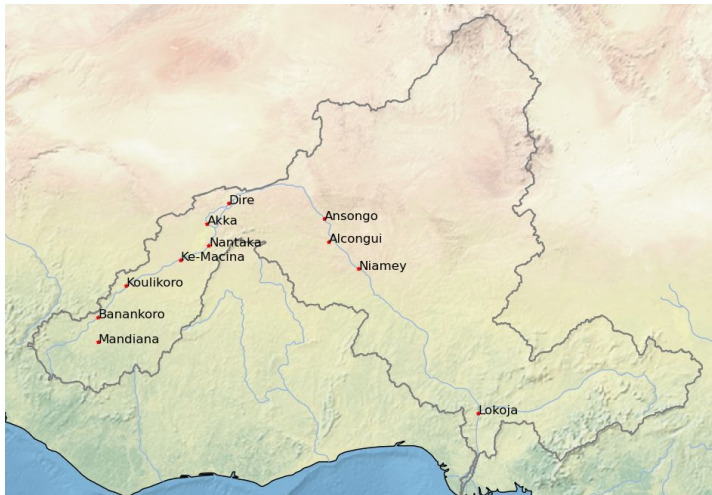 Dire
Ansongo
Akka
Alcongui
Nantaka
Ke-Macina
Niamey
Koulikoro
Banankoro
Mandiana
Lokoja